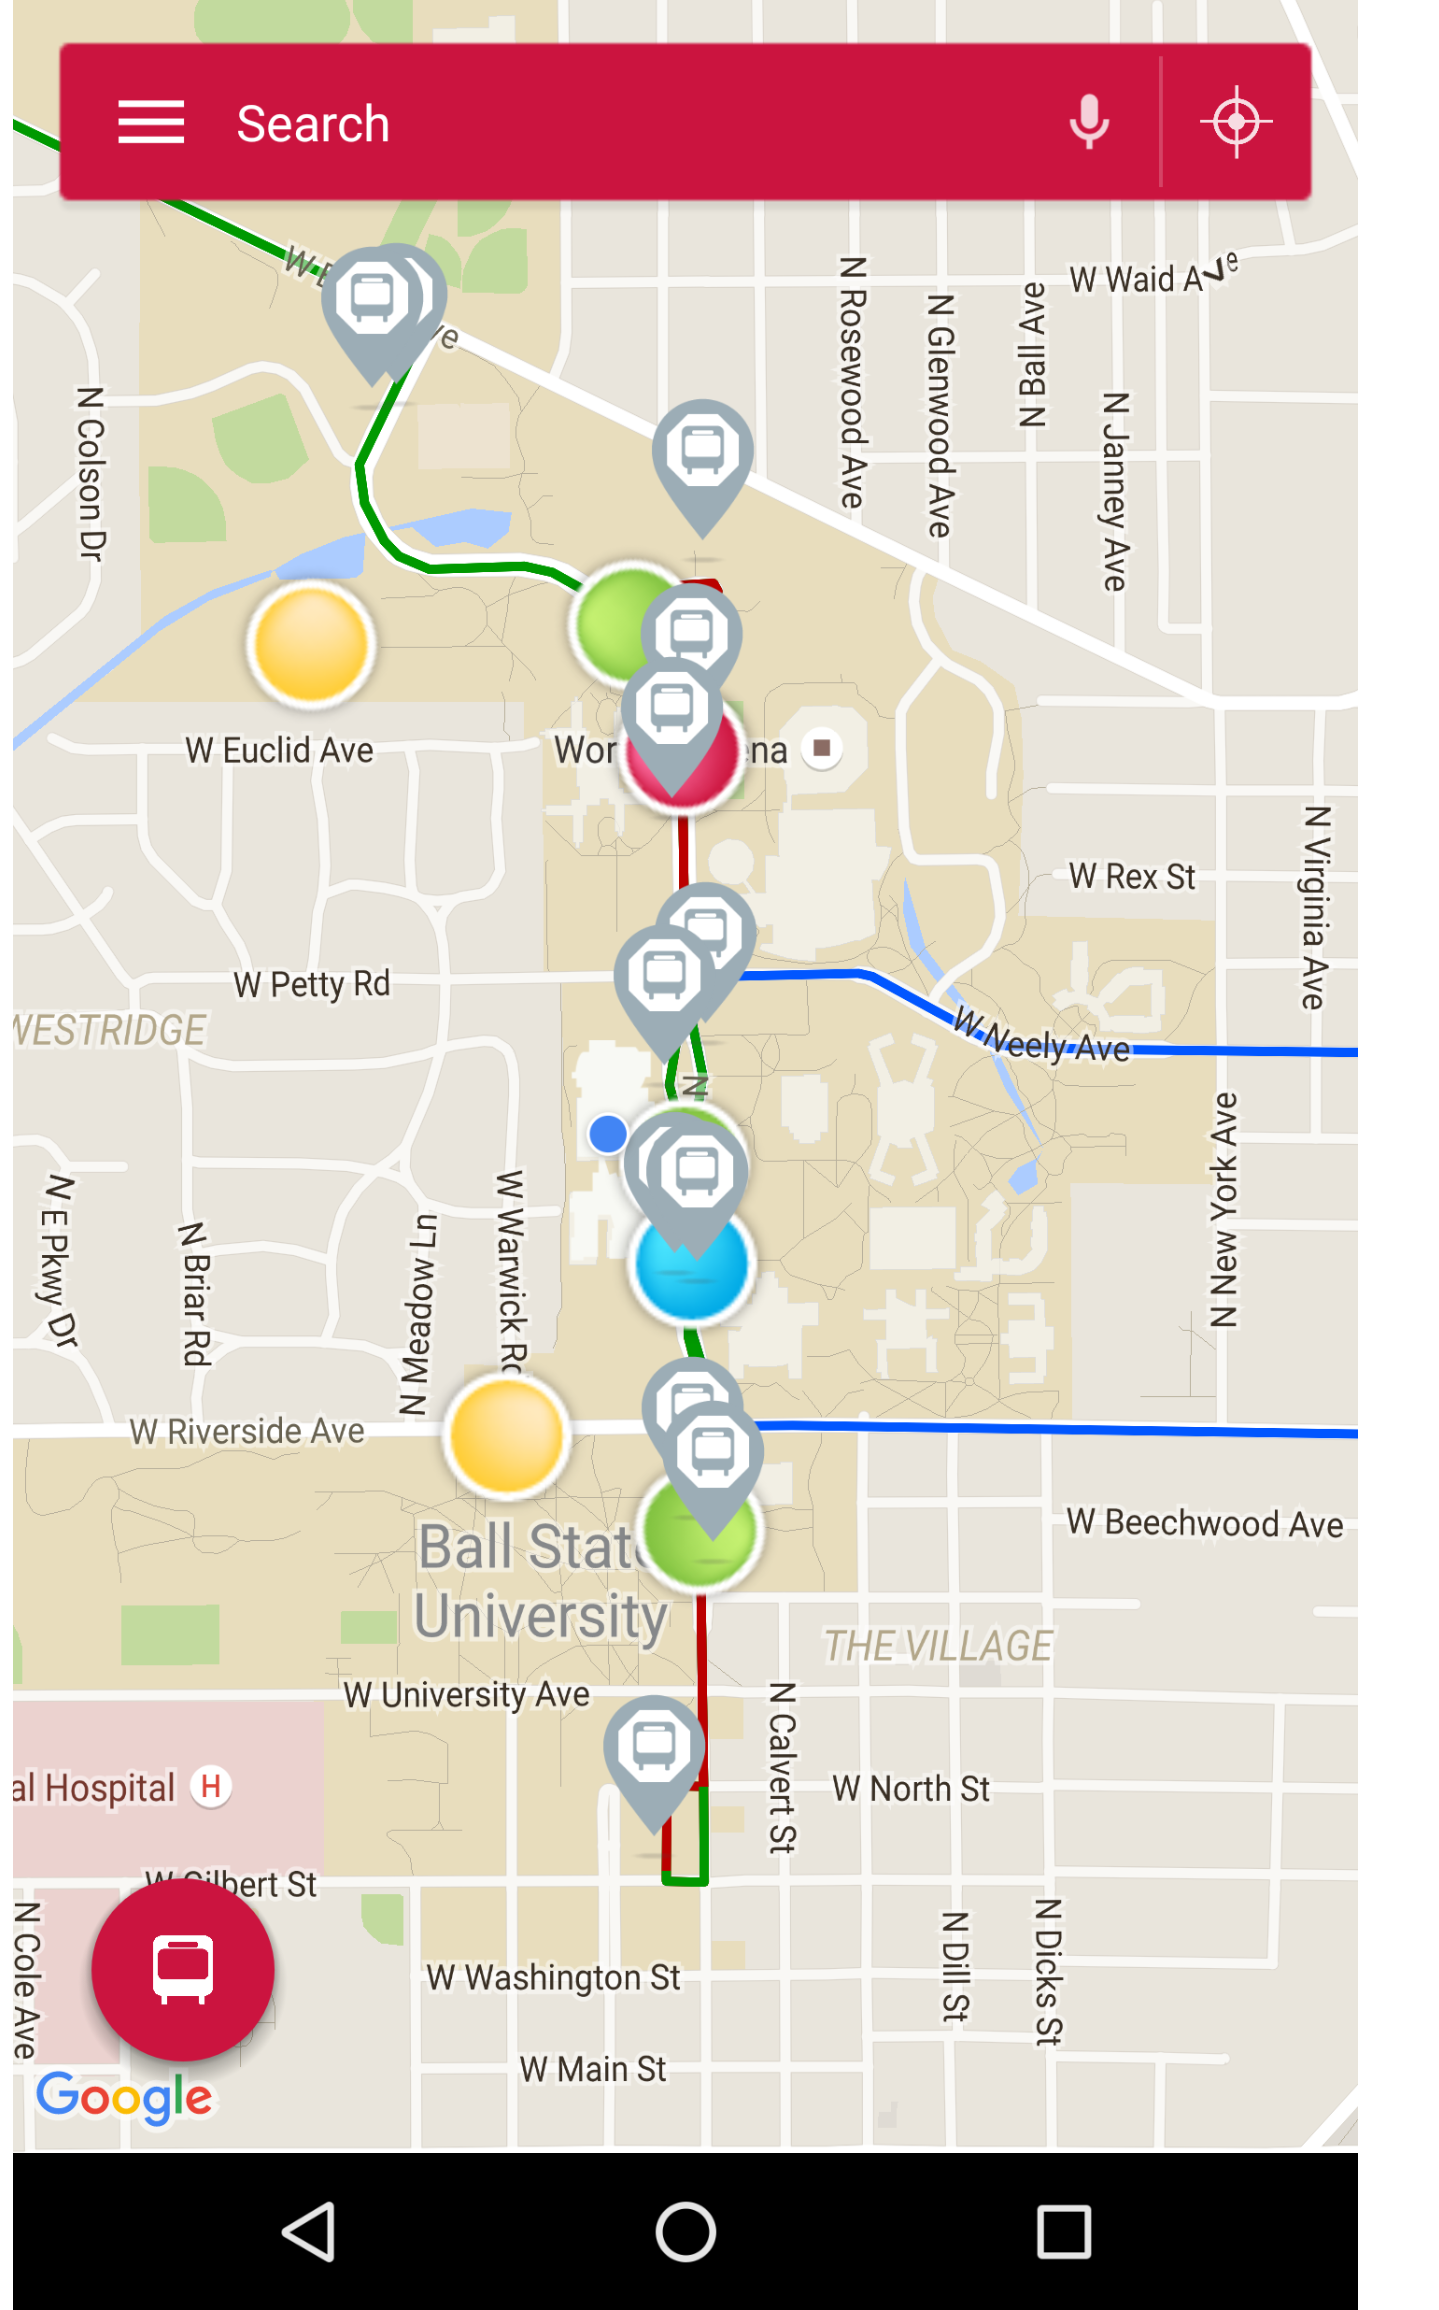 Search
W Waid Ave
N Rosewood Ave
N Glenwood Ave
N Ball Ave
N Janney Ave
N Colson Dr
W Euclid Ave
W Rex St
N Virginia Ave
W Petty Rd
WESTRIDGE
W Neely Ave
N
N New York Ave
N E Pkwy Dr
N Briar Rd
N Meadow Ln
W Warwick Rd
W Riverside Ave
W Beechwood Ave
Ball State
University
THE VILLAGE
W University Ave
N Calvert St
al Hospital
H
W North St
W Gilbert St
N Cole Ave
N Dill St
N Dicks St
W Washington St
W Main St
Google